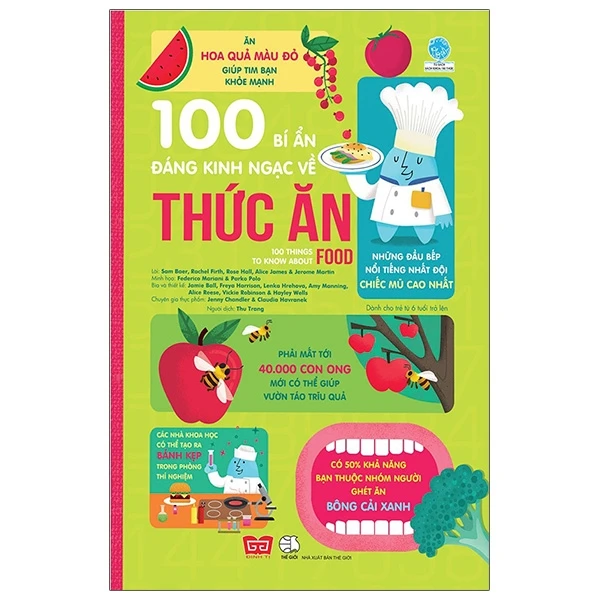 ĂN
HOA QUẢ MÀU ĐỎ
GIÚP TIM BẠN
KHỎE MẠNH
100 BÍ ẨN
ĐÁNG KINH NGẠC VỀ
THỨC ĂN
100 THINGS
TO KNOW ABOUT FOOD
Lời: Sam Baer, Rachel Firth, Rose Hall, Alice James & Jerome Martin
Minh họa: Federico Mariani & Parko Polo
Bìa và thiết kế: Jamie Ball, Freya Harrison, Lenka Hrehova, Amy Manning,
Alice Reese, Vickie Robinson & Hayley Wells
Chuyên gia thực phẩm: Jenny Chandler & Claudia Havranek
Người dịch: Thu Trang
NHỮNG ĐẦU BẾP
NỔI TIẾNG NHẤT ĐỘI
CHIẾC MŨ CAO NHẤT
Dành cho trẻ từ 6 tuổi trở lên
PHẢI MẤT TỚI
40.000 CON ONG
MỚI CÓ THỂ GIÚP
VƯỜN TÁO TRĨU QUẢ
CÁC NHÀ KHOA HỌC
CÓ THỂ TẠO RA
BÁNH KẸP
TRONG PHÒNG
THÍ NGHIỆM
CÓ 50% KHẢ NĂNG
BẠN THUỘC NHÓM NGƯỜI
GHÉT ĂN
BÔNG CẢI XANH
ĐINH TỊ
THẾ GIỚI
NHÀ XUẤT BẢN THẾ GIỚI